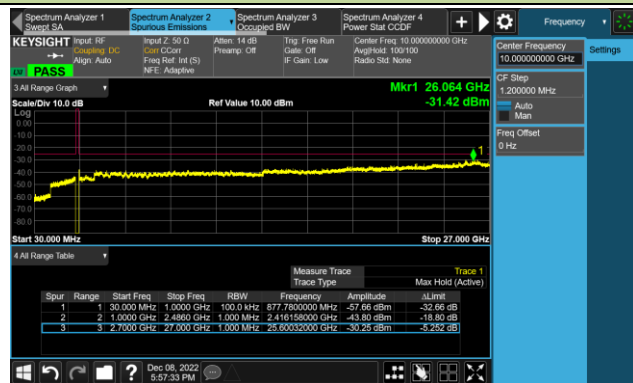 Spectrum Analyzer 1
Swept SA
Spectrum Analyzer 2
Spurious Emissions
Spectrum Analyzer 3
Occupied BW
Spectrum Analyzer 4
Power Stat CCDF
+
Frequency
KEYSIGHT
Input: RF
Coupling: DC
Align: Auto
Input Z: 50 Ω
Corr CCorr
Freq Ref: Int (S)
NFE: Adaptive
Atten: 14 dB
Preamp: Off
Trig: Free Run
Gate: Off
IF Gain: Low
Center Freq: 10.000000000 GHz
Avg|Hold: 100/100
Radio Std: None
LVI PASS
3 All Range Graph
Scale/Div 10.0 dB
Ref Value 10.00 dBm
Mkr1 26.064 GHz
-31.42 dBm
Log
0.00
-10.0
-20.0
-30.0
-40.0
-50.0
-60.0
-70.0
-80.0
1
Start 30.000 MHz
Stop 27.000 GHz
4 All Range Table
Measure Trace Trace 1
Trace Type Max Hold (Active)
Spur Range Start Freq Stop Freq RBW Frequency Amplitude ΔLimit
1 1 30.000 MHz 1.0000 GHz 100.0 kHz 877.7800000 MHz -57.66 dBm -32.66 dB
2 2 1.0000 GHz 2.4860 GHz 1.000 MHz 2.416158000 GHz -43.80 dBm -18.80 dB
3 3 2.7000 GHz 27.000 GHz 1.000 MHz 25.60032000 GHz -30.25 dBm -5.252 dB
Dec 08, 2022
5:57:33 PM
Center Frequency
10.000000000 GHz
Settings
CF Step
1.200000 MHz
Auto
Man
Freq Offset
0 Hz